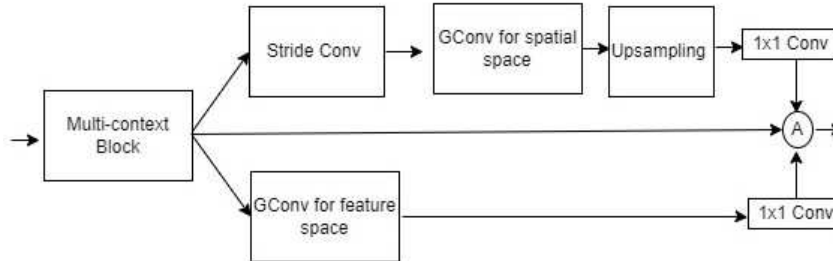 Stride Conv
GConv for spatial
space
Upsampling
1x1 Conv
Multi-context
Block
A
GConv for feature
space
1x1 Conv